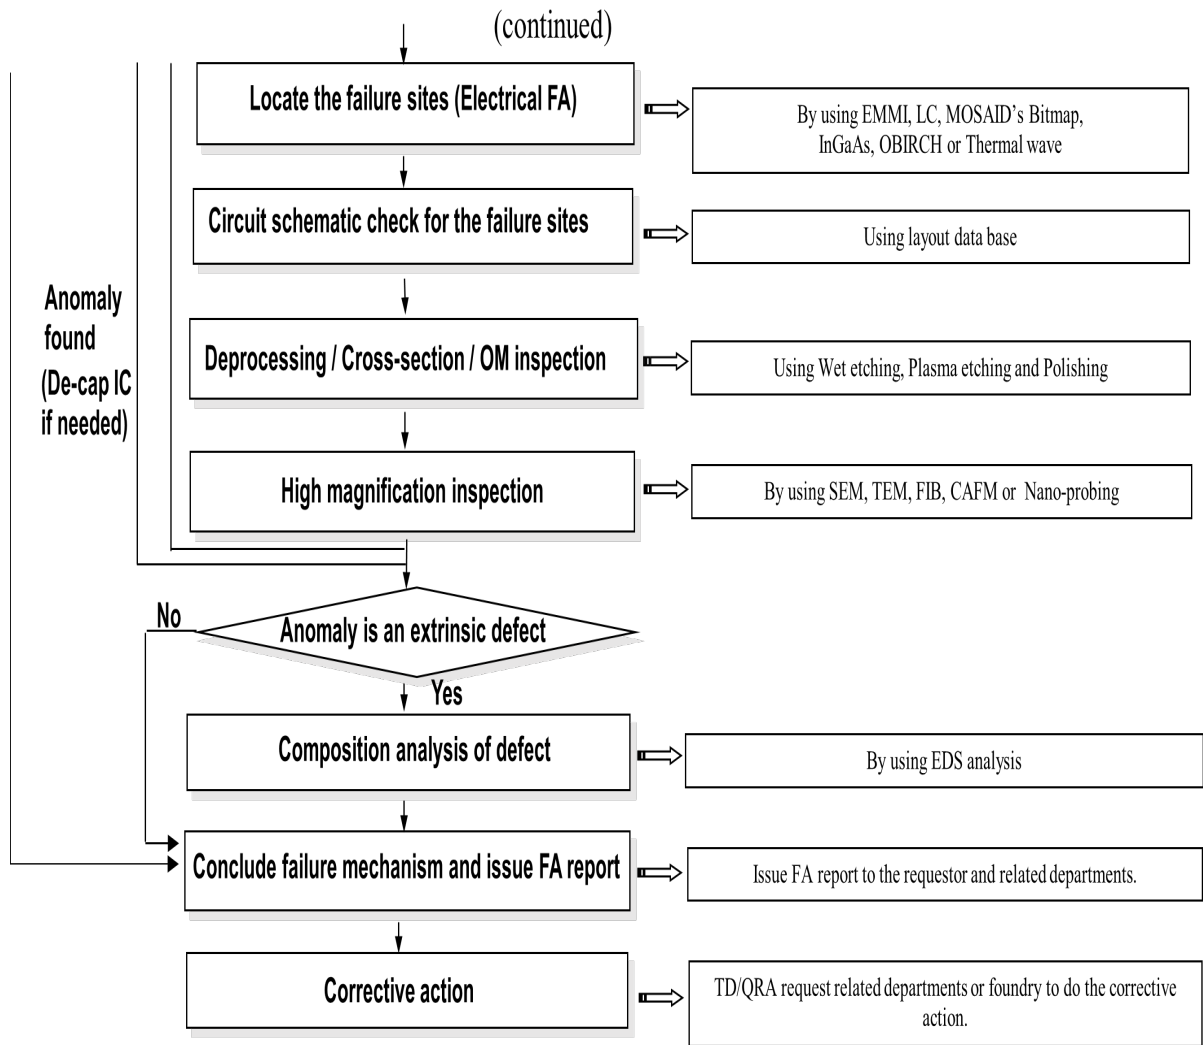 (continued)
Locate the failure sites (Electrical FA)
By using EMMI, LC, MOSAID’s Bitmap,
InGaAs, OBIRCH or Thermal wave
Circuit schematic check for the failure sites
Using layout data base
Anomaly
found
(De-cap IC
if needed)
Deprocessing / Cross-section / OM inspection
Using Wet etching, Plasma etching and Polishing
High magnification inspection
By using SEM, TEM, FIB, CAFM or Nano-probing
No
Anomaly is an extrinsic defect
Yes
Composition analysis of defect
By using EDS analysis
Conclude failure mechanism and issue FA report
Issue FA report to the requestor and related departments.
Corrective action
TD/QRA request related departments or foundry to do the corrective
action.